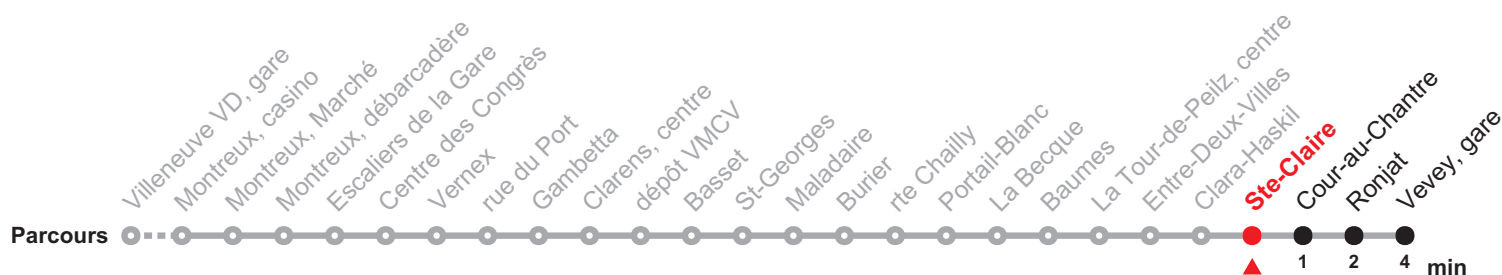 Villeneuve VD, gare
Montreux, casino
Montreux, Marché
Montreux, débarcadère
Escaliers de la Gare
Centre des Congrès
Vernex
rue du Port
Gambetta
Clarens, centre
dépôt VMCV
Basset
St-Georges
Maladaire
Burier
rte Chailly
Portail-Blanc
La Becque
Baumes
La Tour-de-Peilz, centre
Entre-Deux-Villes
Clara-Haskil
Ste-Claire
Cour-au-Chantre
Ronjat
Vevey, gare
Parcours
1 2 4 min